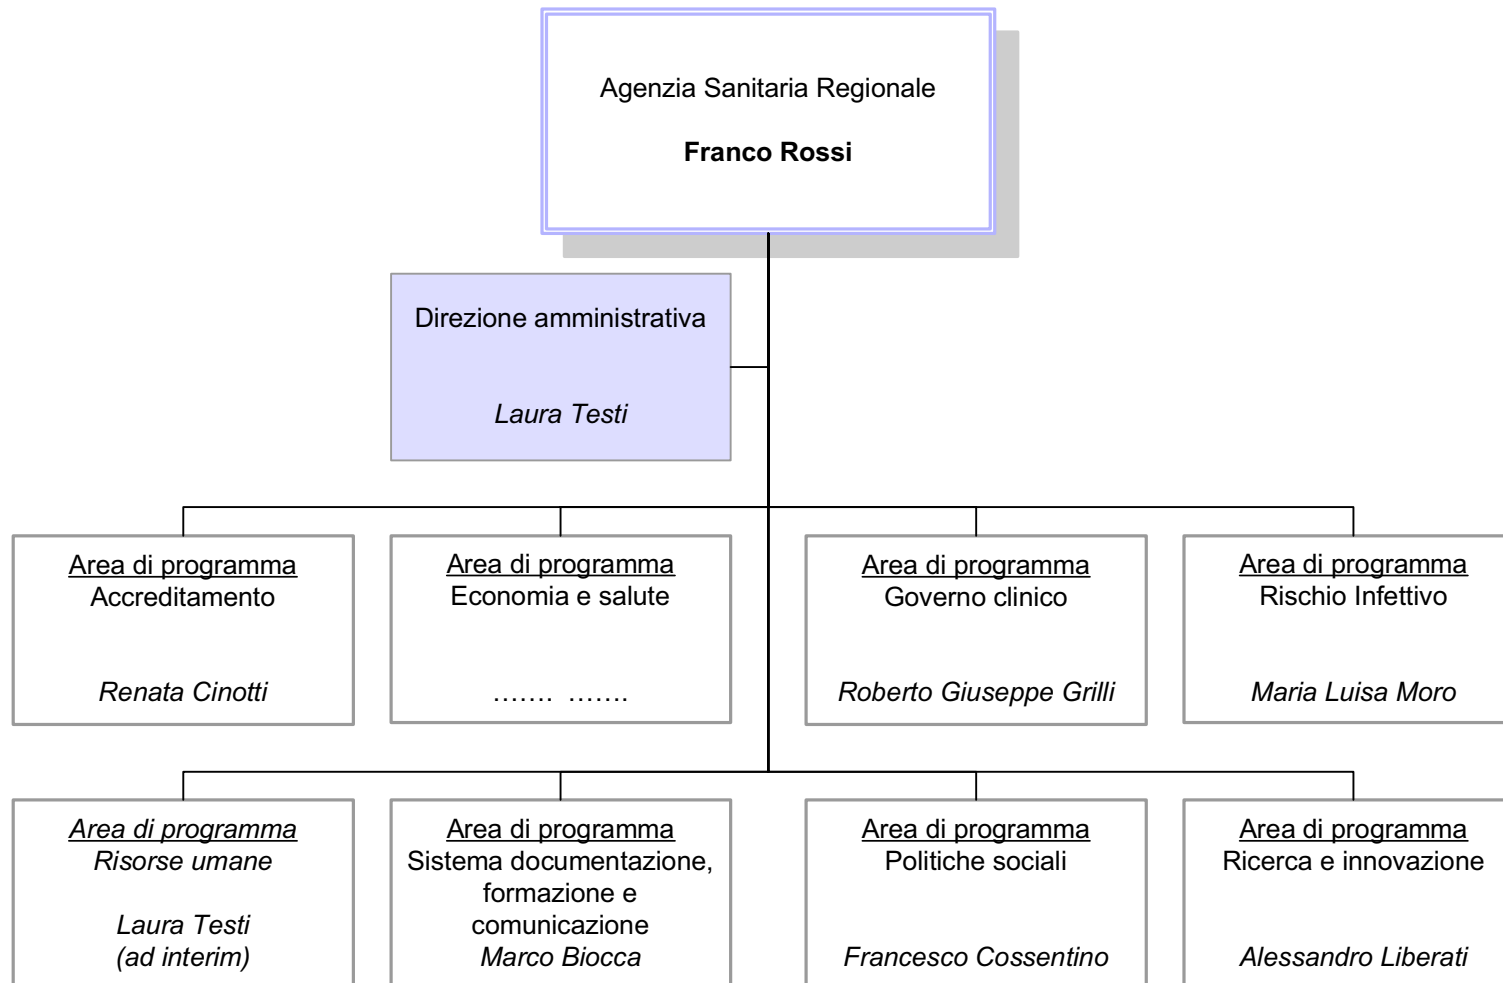 Agenzia Sanitaria Regionale
Franco Rossi
Direzione amministrativa
Laura Testi
Area di programma
Accreditamento
Renata Cinotti
Area di programma
Economia e salute
....... .......
Area di programma
Governo clinico
Roberto Giuseppe Grilli
Area di programma
Rischio Infettivo
Maria Luisa Moro
Area di programma
Risorse umane
Laura Testi
(ad interim)
Area di programma
Sistema documentazione,
formazione e
comunicazione
Marco Biocca
Area di programma
Politiche sociali
Francesco Cossentino
Area di programma
Ricerca e innovazione
Alessandro Liberati